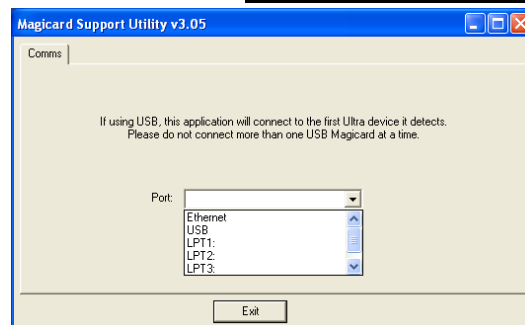 Magicard Support Utility v3.05
Comms
If using USB, this application will connect to the first Ultra device it detects.
Please do not connect more than one USB Magicard at a time.
Port:
Ethernet
USB
LPT1:
LPT2:
LPT3:
Exit